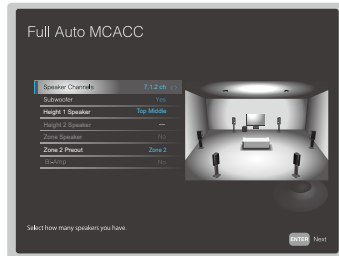 Full Auto MCACC
Speaker Channels 7.1.2 ch
Subwoofer Yes
Height 1 Speaker Top Middle
Height 2 Speaker ---
Zone Speaker No
Zone 2 Preout Zone 2
Bi-Amp No
Select how many speakers you have.
ENTER Next